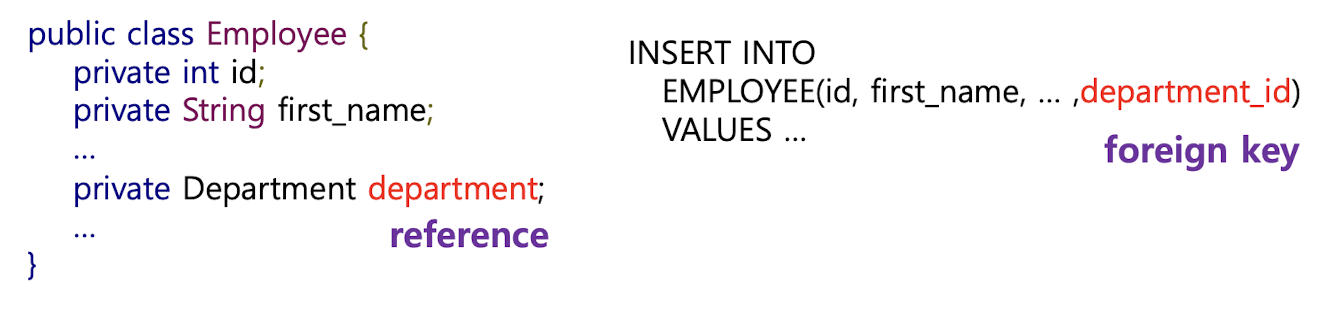 public class Employee {
private int id;
private String first_name;
...
private Department department;
...
reference
}
INSERT INTO
EMPLOYEE(id, first_name, ... ,department_id)
VALUES ...
foreign key